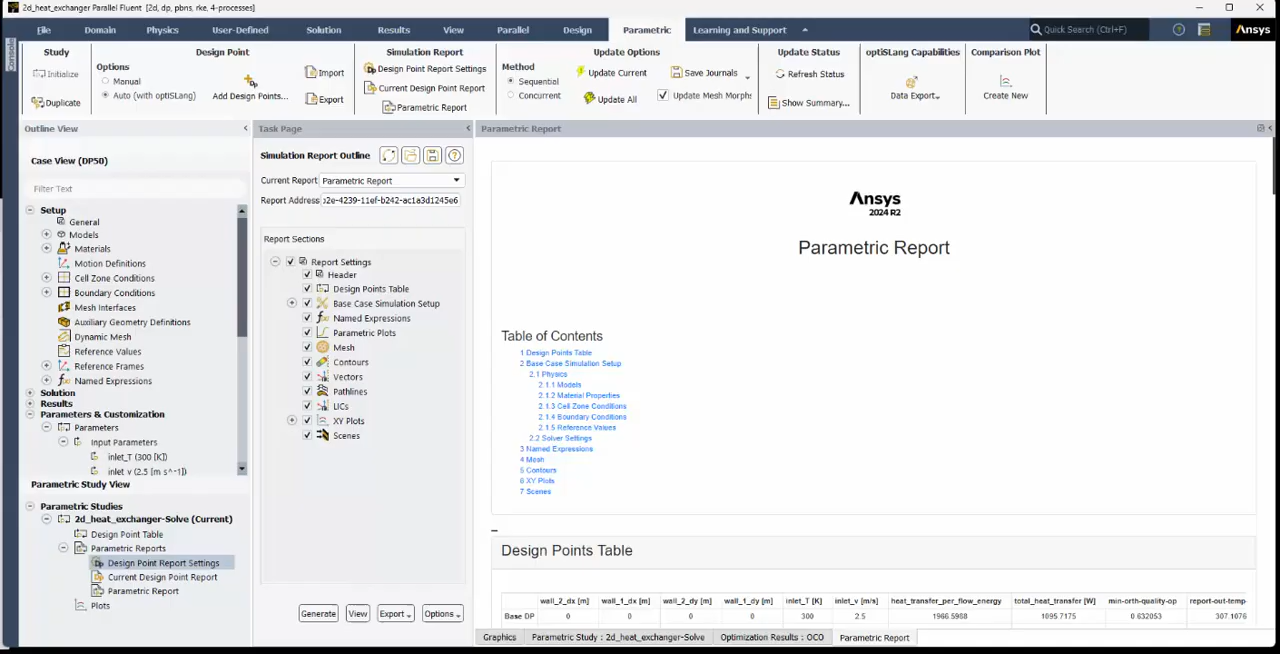 2d_heat_exchanger Parallel Fluent [2d, dp, pbns, rke, 4-processes]
File Domain Physics User-Defined Solution Results View Parallel Design Parametric Learning and Support Quick Search (Ctrl+F) Ansys
Console
Study Design Point Simulation Report Update Options Update Status optiSLang Capabilities Comparison Plot
Initialize
Duplicate
Options
Manual
Auto (with optiSLang)
Add Design Points...
Import
Export
Design Point Report Settings
Current Design Point Report
Parametric Report
Method
Sequential
Concurrent
Update Current
Update All
Save Journals
Update Mesh Morphi
Refresh Status
Show Summary...
Data Export
Create New
Outline View
Case View (DP50)
Filter Text
Setup
General
Models
Materials
Motion Definitions
Cell Zone Conditions
Boundary Conditions
Mesh Interfaces
Auxiliary Geometry Definitions
Dynamic Mesh
Reference Values
Reference Frames
Named Expressions
Solution
Results
Parameters & Customization
Parameters
Input Parameters
inlet_T (300 [K])
inlet_v (2.5 [m s^-1])
Parametric Study View
Parametric Studies
2d_heat_exchanger-Solve (Current)
Design Point Table
Parametric Reports
Design Point Report Settings
Current Design Point Report
Parametric Report
Plots
Task Page
Simulation Report Outline
Current Report Parametric Report
Report Address b2e-4239-11ef-b242-ac1a3d1245e6
Report Sections
Report Settings
Header
Design Points Table
Base Case Simulation Setup
Named Expressions
Parametric Plots
Mesh
Contours
Vectors
Pathlines
LICs
XY Plots
Scenes
Generate View Export Options
Parametric Report
Ansys
2024 R2
Parametric Report
Table of Contents
1 Design Points Table
2 Base Case Simulation Setup
2.1 Physics
2.1.1 Models
2.1.2 Material Properties
2.1.3 Cell Zone Conditions
2.1.4 Boundary Conditions
2.1.5 Reference Values
2.2 Solver Settings
3 Named Expressions
4 Mesh
5 Contours
6 XY Plots
7 Scenes
Design Points Table
wall_2_dx [m] wall_1_dx [m] wall_2_dy [m] wall_1_dy [m] inlet_T [K] inlet_v [m/s] heat_transfer_per_flow_energy total_heat_transfer [W] min-orth-quality-op report-out-temp
Base DP 0 0 0 0 300 2.5 1966.5988 1095.7175 0.632053 307.1076
Graphics Parametric Study : 2d_heat_exchanger-Solve Optimization Results : OCO Parametric Report